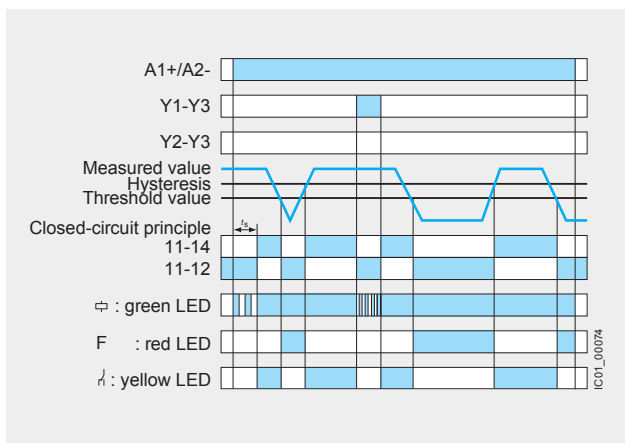 A1+/A2-
Y1-Y3
Y2-Y3
Measured value
Hysteresis
Threshold value
Closed-circuit principle
ts
11-14
11-12
: green LED
F : red LED
: yellow LED
IC01_00074